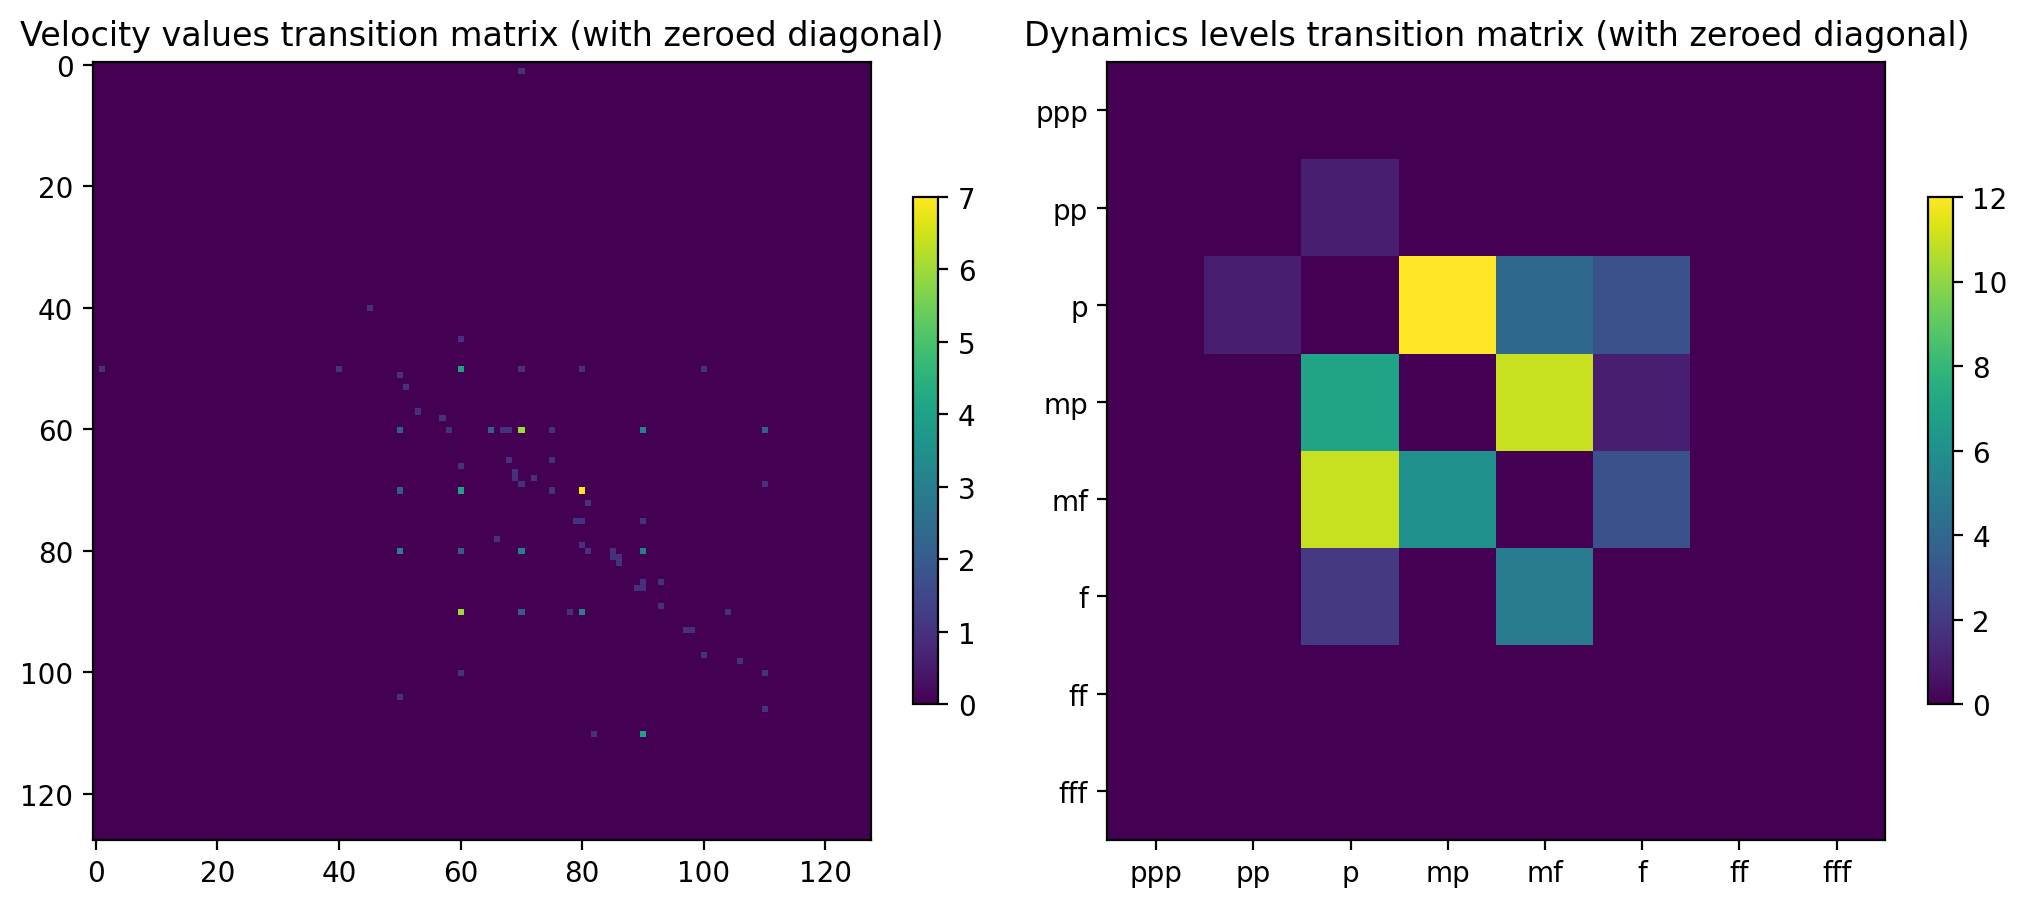 Velocity values transition matrix (with zeroed diagonal)
0
20
40
60
80
100
120
0 20 40 60 80 100 120
7
6
5
4
3
2
1
0
Dynamics levels transition matrix (with zeroed diagonal)
ppp
pp
p
mp
mf
f
ff
fff
ppp pp p mp mf f ff fff
12
10
8
6
4
2
0